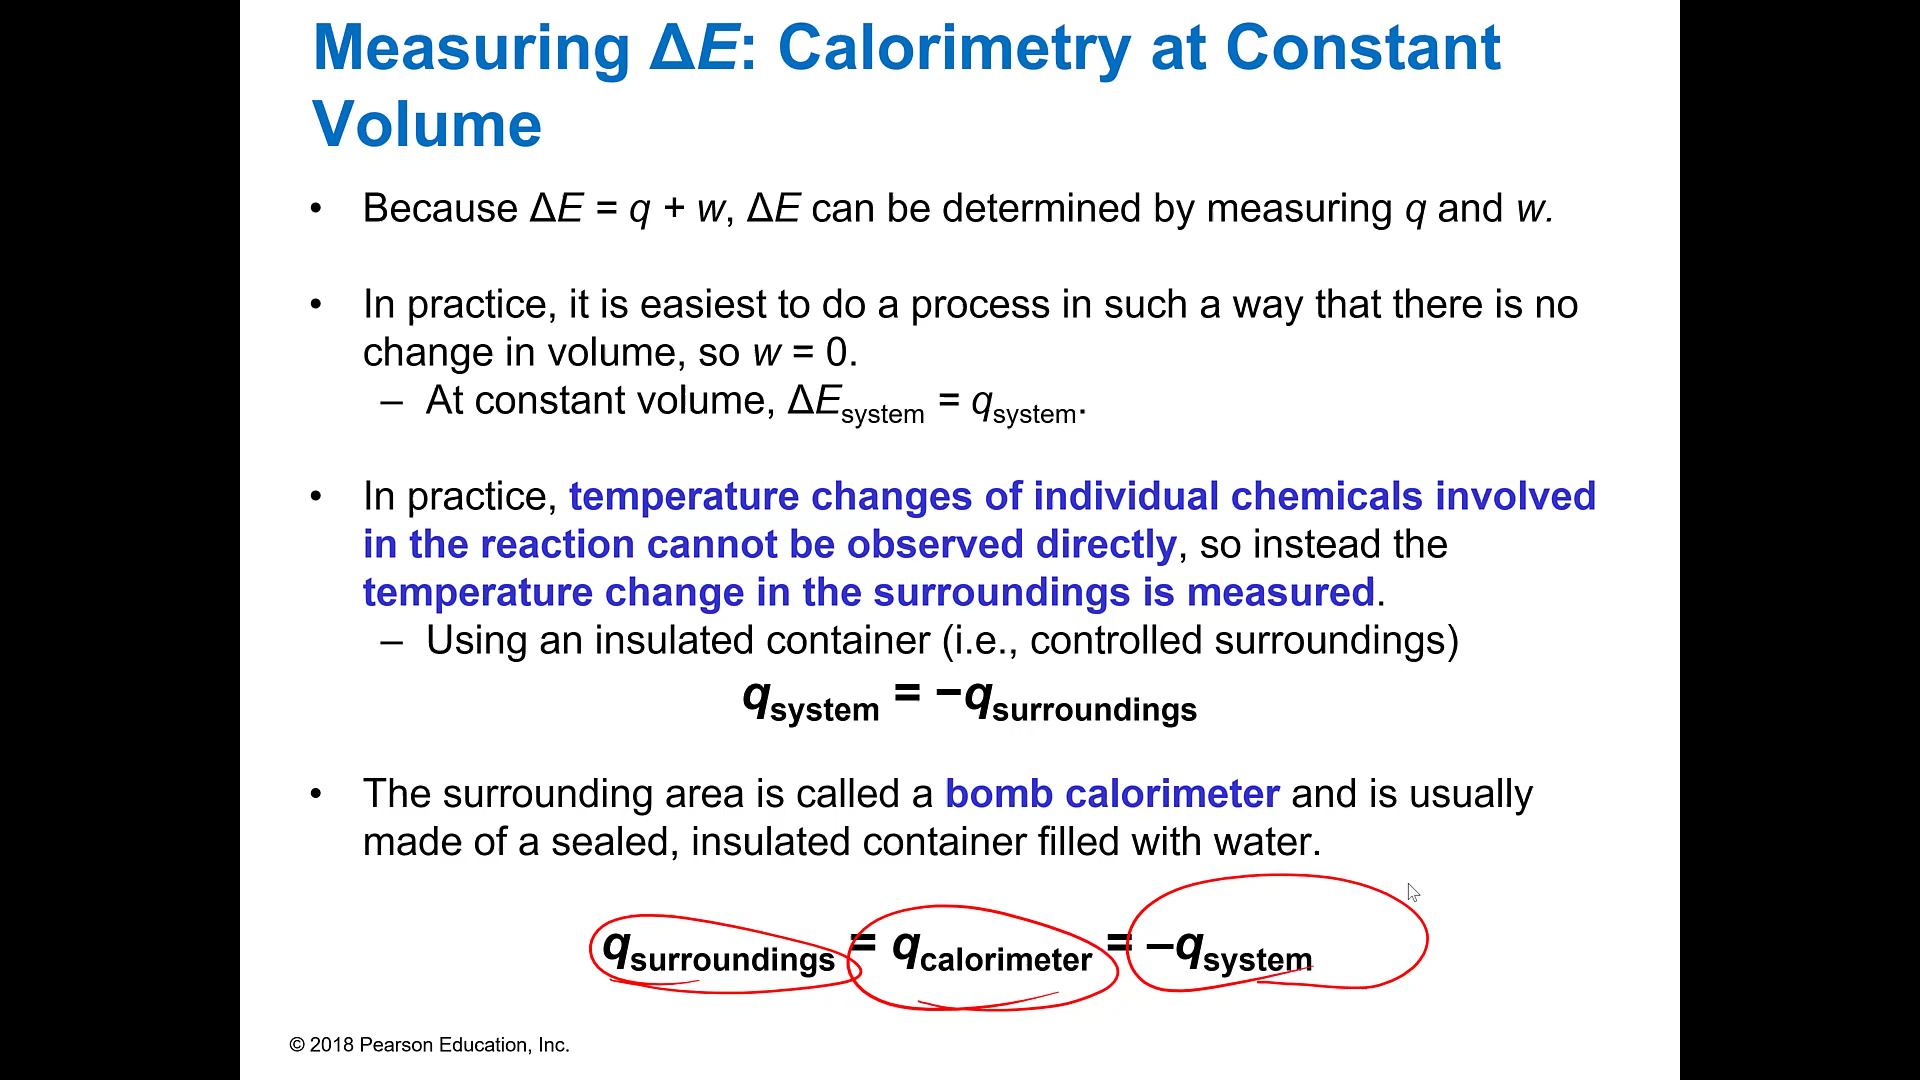 Measuring ΔE: Calorimetry at Constant
Volume
• Because ΔE = q + w, ΔE can be determined by measuring q and w.
• In practice, it is easiest to do a process in such a way that there is no
change in volume, so w = 0.
– At constant volume, ΔEsystem = qsystem.
• In practice, temperature changes of individual chemicals involved
in the reaction cannot be observed directly, so instead the
temperature change in the surroundings is measured.
– Using an insulated container (i.e., controlled surroundings)
qsystem = −qsurroundings
• The surrounding area is called a bomb calorimeter and is usually
made of a sealed, insulated container filled with water.
qsurroundings = qcalorimeter = –qsystem
© 2018 Pearson Education, Inc.